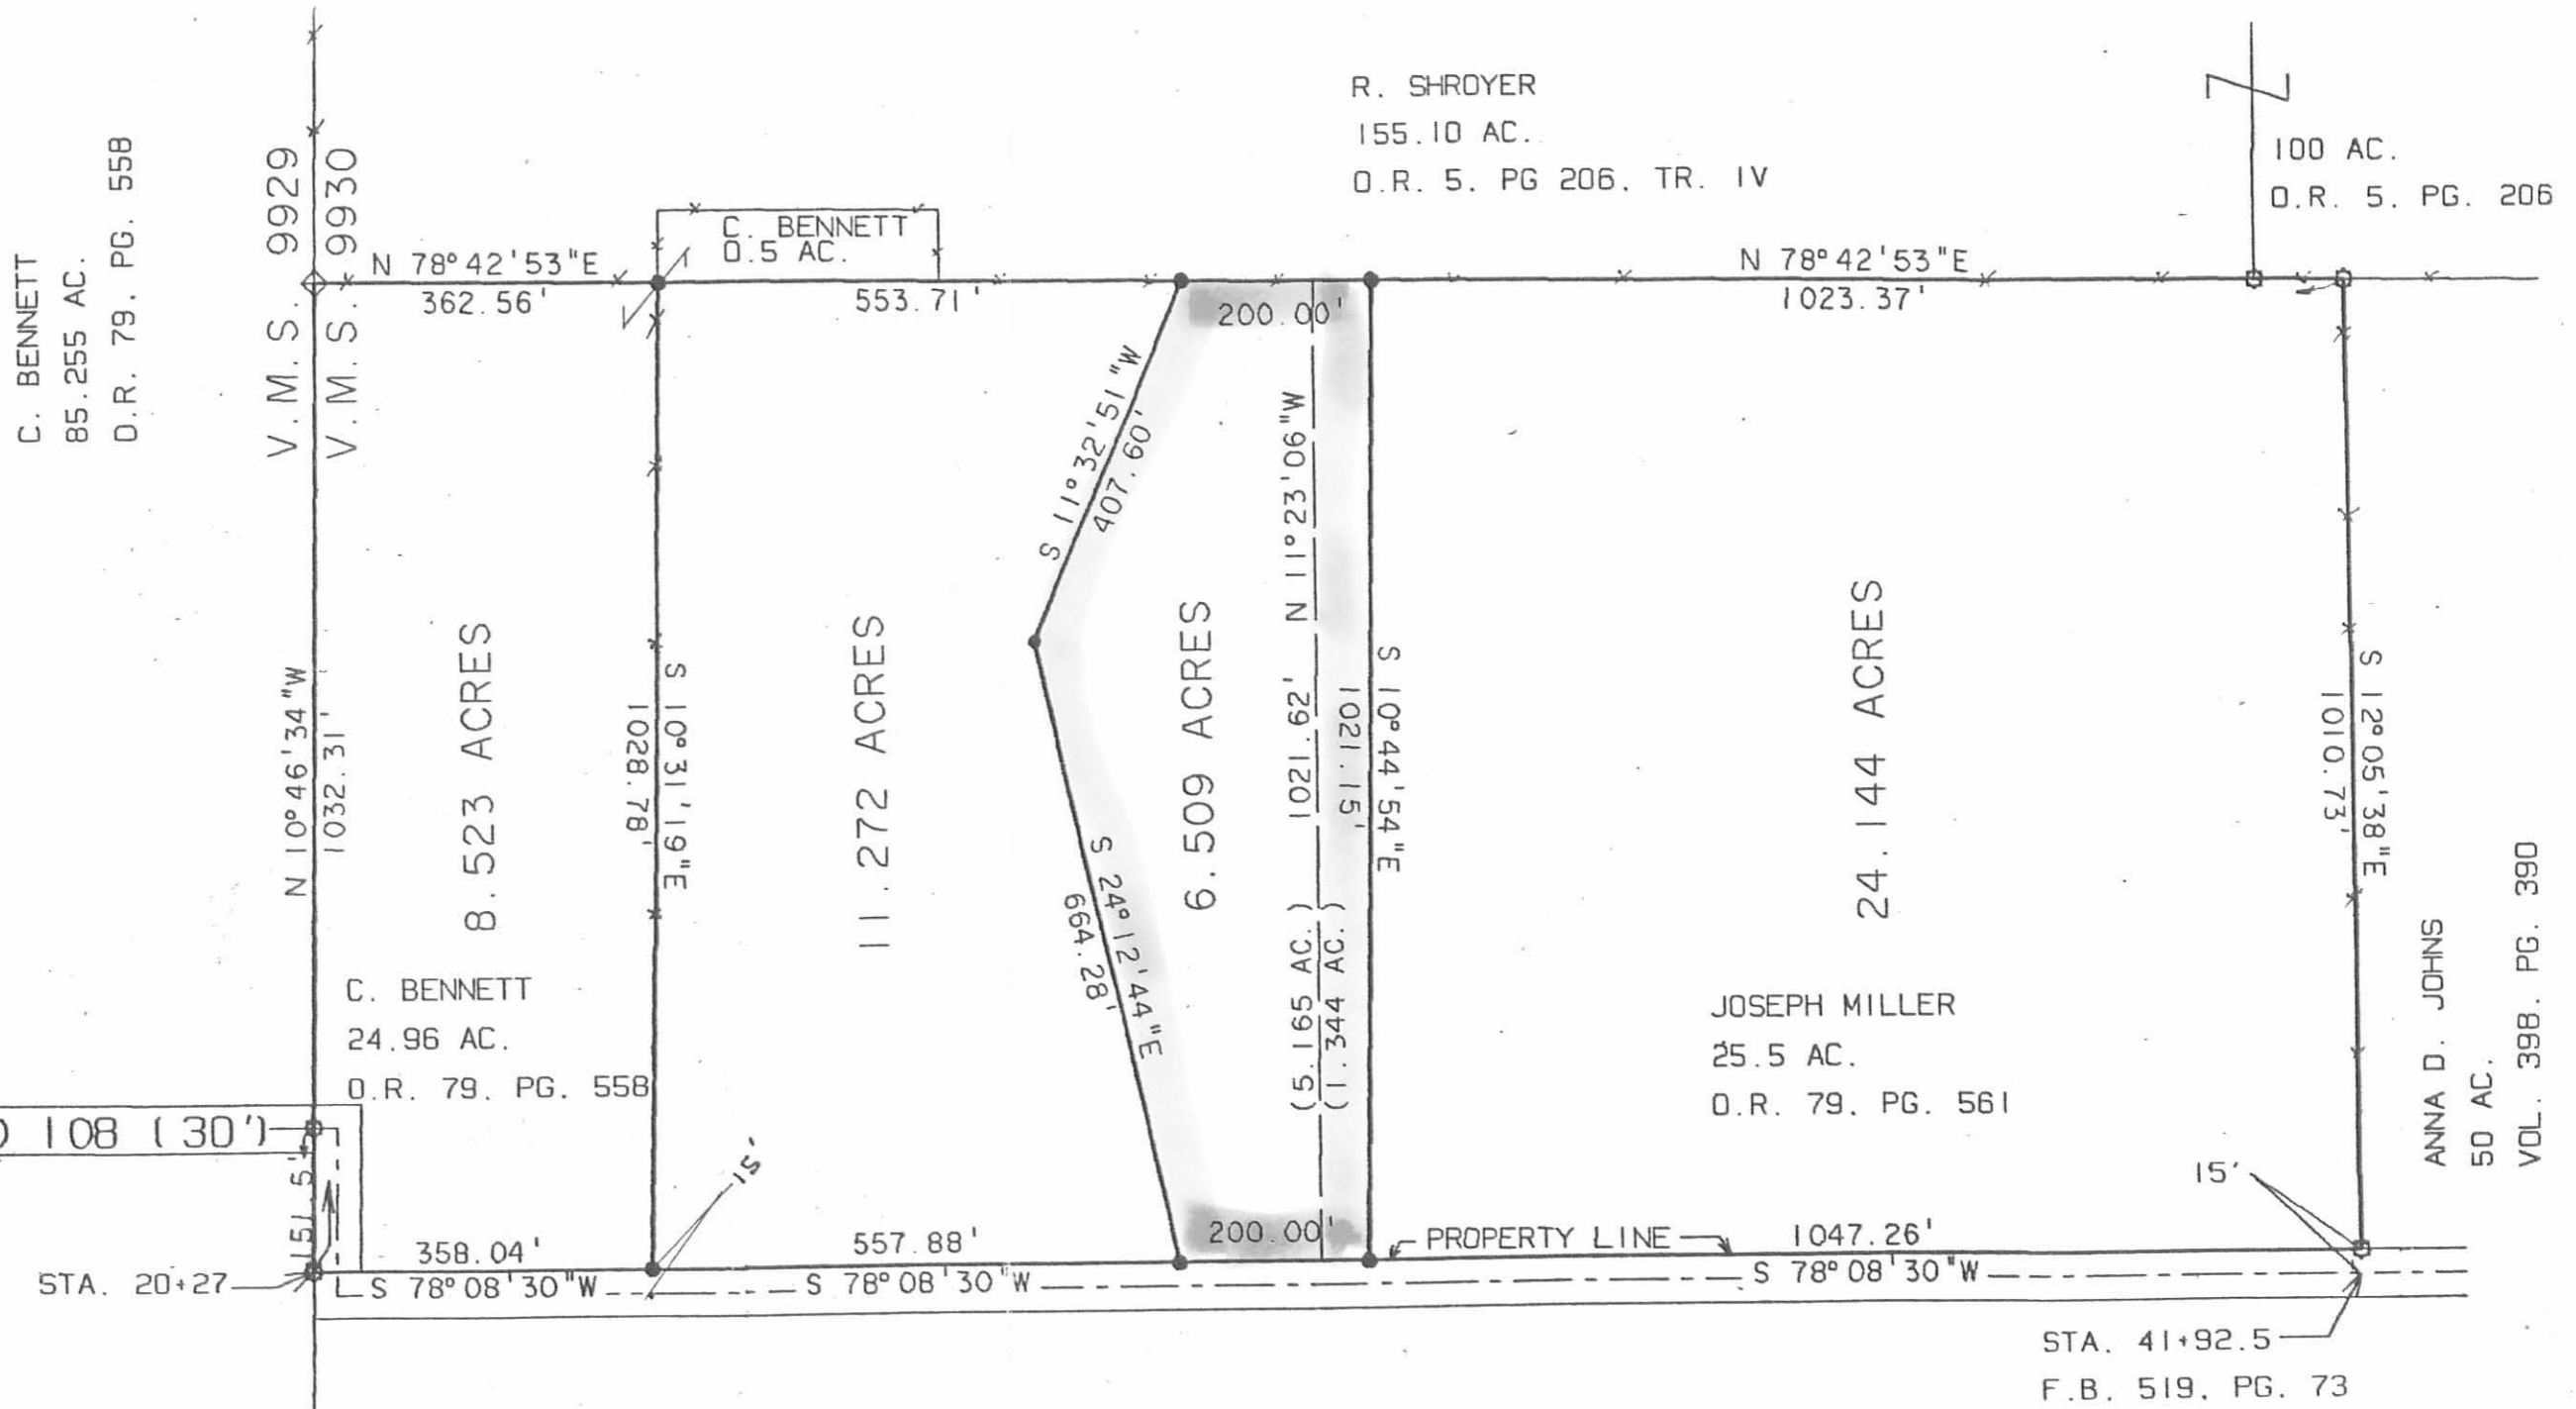 R. SHROYER
155.10 AC.
O.R. 5. PG 206. TR. IV
100 AC.
O.R. 5. PG. 206
C. BENNETT
85.255 AC.
O.R. 79. PG. 558
V.M.S. 9929
V.M.S. 9930
C. BENNETT
0.5 AC.
N 78°42'53"E
362.56'
553.71'
200.00'
N 78°42'53"E
1023.37'
S 11°32'51"W
407.60'
N 11°23'06"W
1021.62'
(5.165 AC.)
(1.344 AC.)
1021.15'
S 10°44'54"E
N 10°46'34"W
1032.31'
8.523 ACRES
S 10°31'19"E
1028.78'
11.272 ACRES
S 24°12'44"E
664.28'
6.509 ACRES
24.144 ACRES
S 12°05'38"E
1010.73'
C. BENNETT
24.96 AC.
O.R. 79. PG. 558
JOSEPH MILLER
25.5 AC.
O.R. 79. PG. 561
ANNA D. JOHNS
50 AC.
VOL. 398. PG. 390
108 (30')
151.5'
15'
15'
358.04'
557.88'
200.00'
PROPERTY LINE
1047.26'
STA. 20+27
S 78°08'30"W
S 78°08'30"W
S 78°08'30"W
STA. 41+92.5
F.B. 519. PG. 73